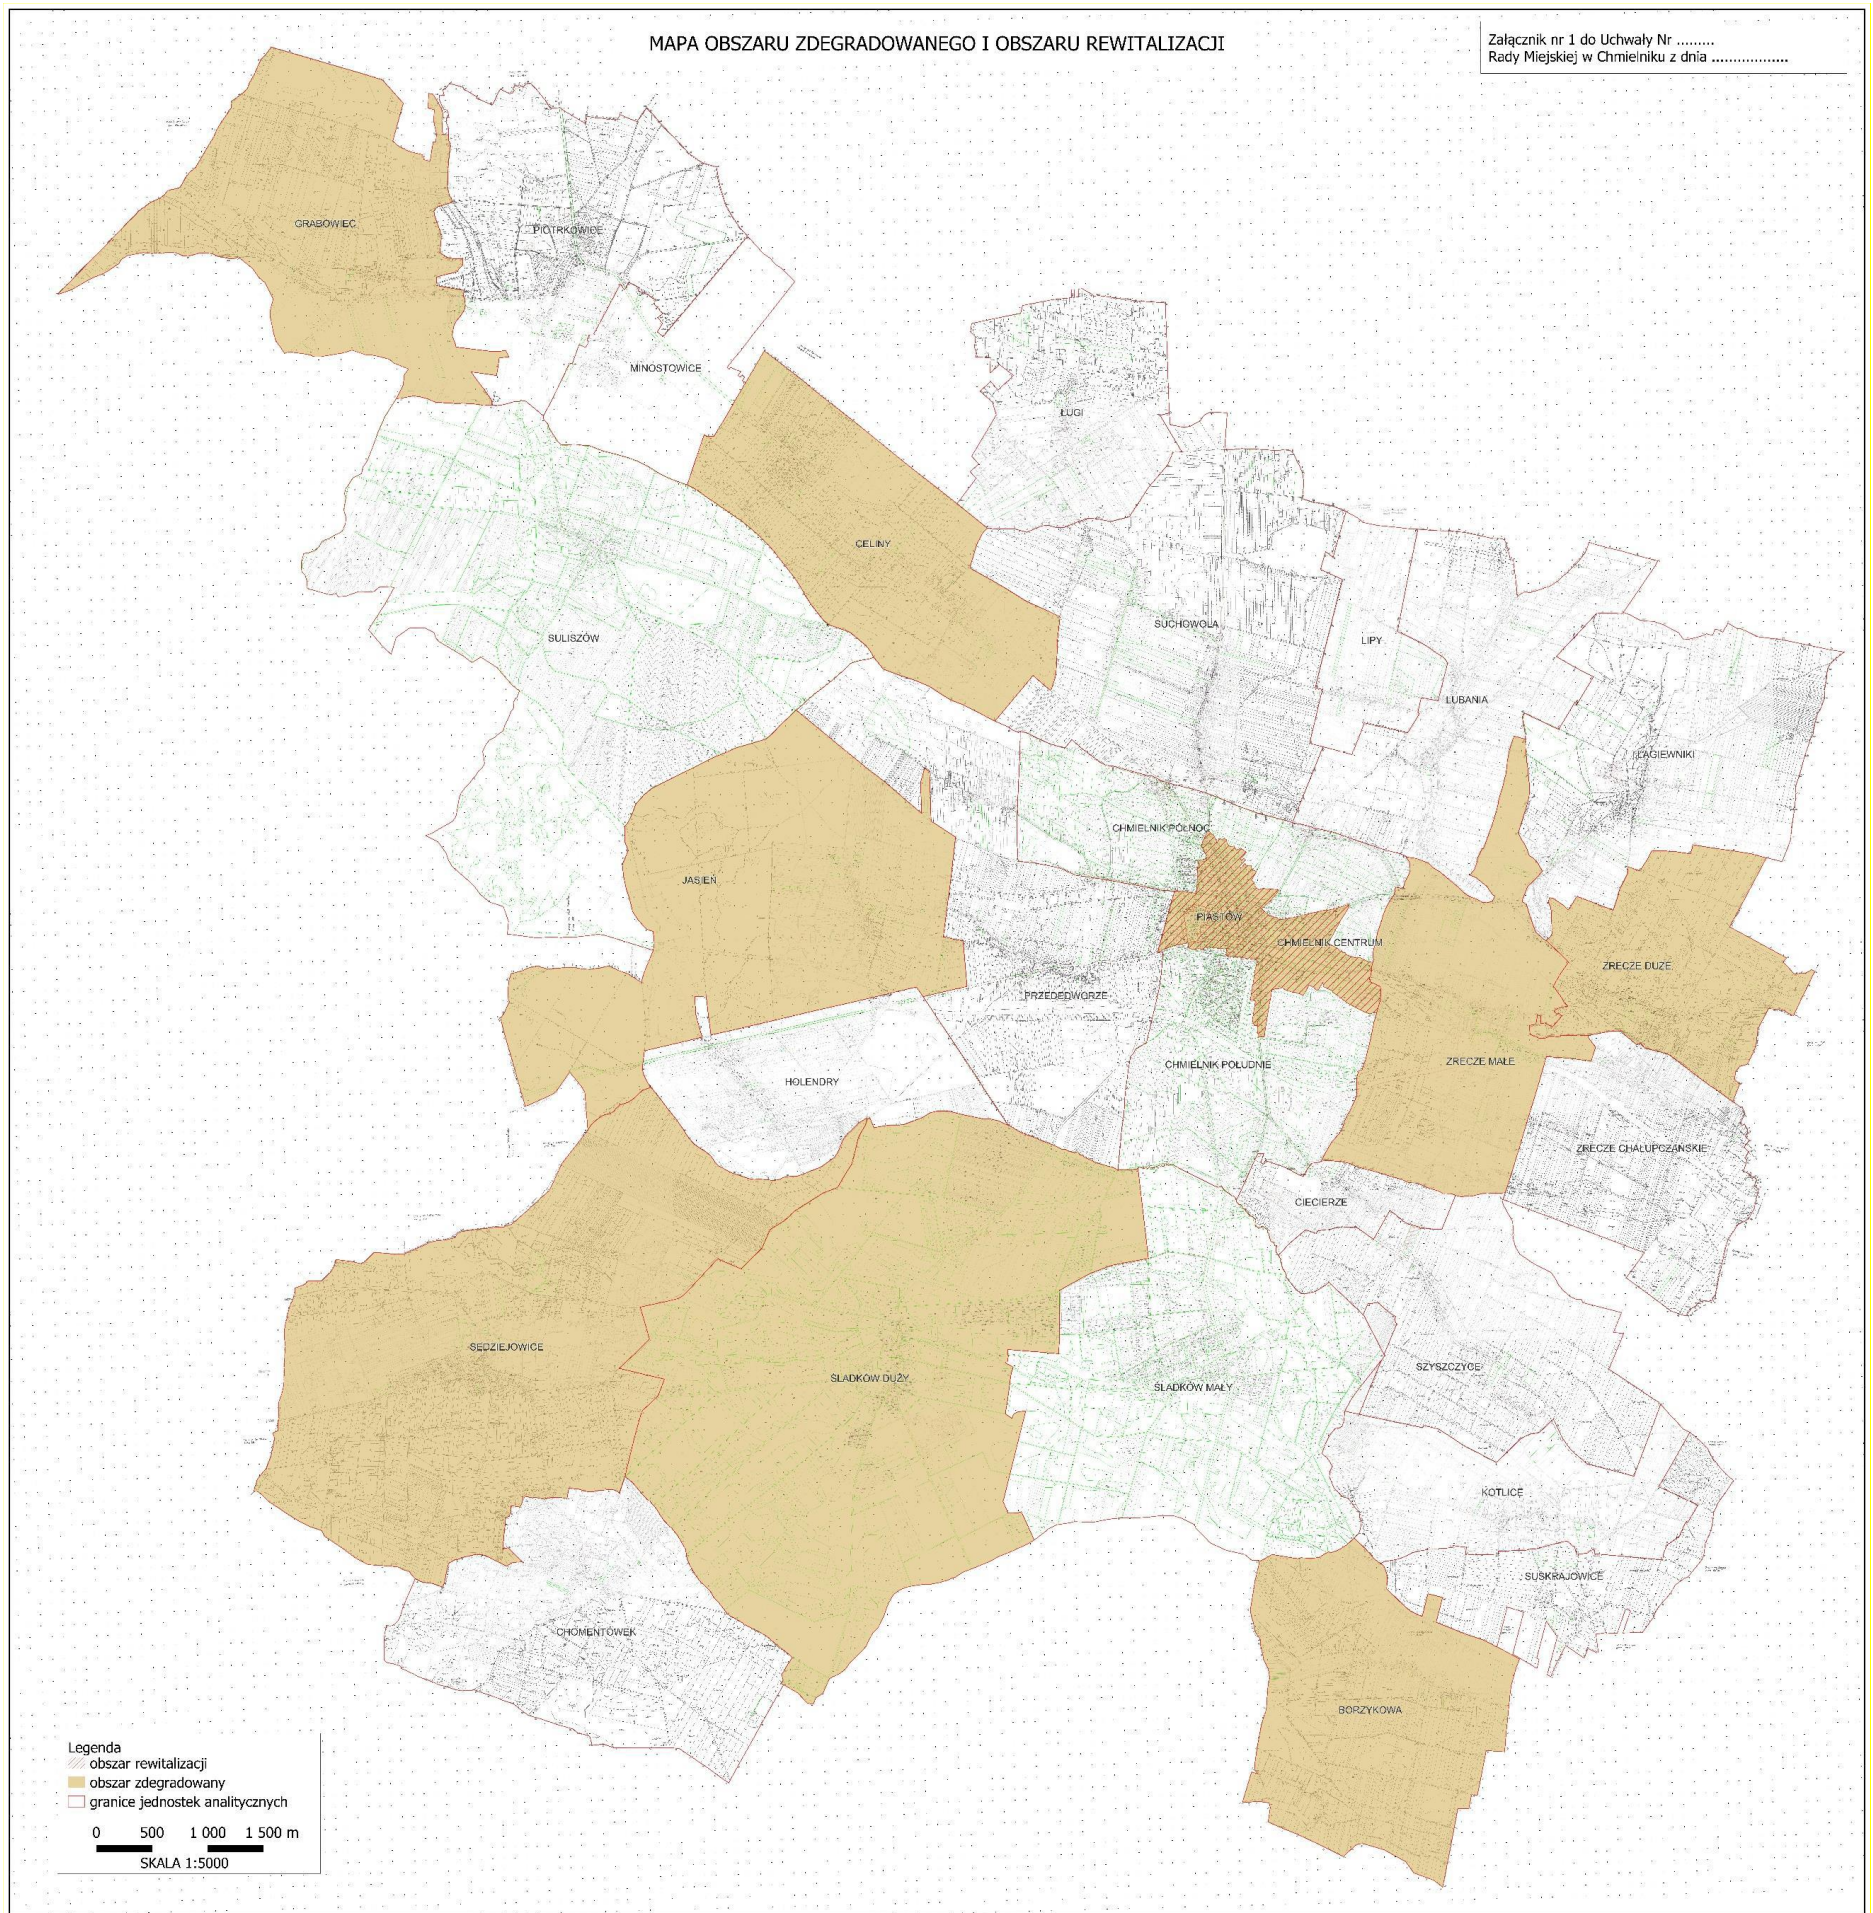 MAPA OBSZARU ZDEGRADOWANEGO I OBSZARU REWITALIZACJI
Załącznik nr 1 do Uchwały Nr .........
Rady Miejskiej w Chmielniku z dnia ..................
GRABOWIEC
PIOTRKOWICE
MINOSTOWICE
ŁUGI
CELINY
SULISZÓW
SUCHOWOLA
LIPY
LUBANIA
ŁAGIEWNIKI
CHMIELNIK PÓŁNOC
JASIEŃ
PIASTÓW
CHMIELNIK CENTRUM
ZRECZE DUŻE
PRZEDEDWORZE
CHMIELNIK POŁUDNIE
ZRECZE MAŁE
HOLENDRY
ZRECZE CHAŁUPCZAŃSKIE
CIECIERZE
SĘDZIEJOWICE
ŚLADKÓW DUŻY
ŚLADKÓW MAŁY
SZYSZCZYCE
KOTLICE
SUSKRAJOWICE
CHOMENTÓWEK
BORZYKOWA
Legenda
obszar rewitalizacji
obszar zdegradowany
granice jednostek analitycznych
0 500 1 000 1 500 m
SKALA 1:5000